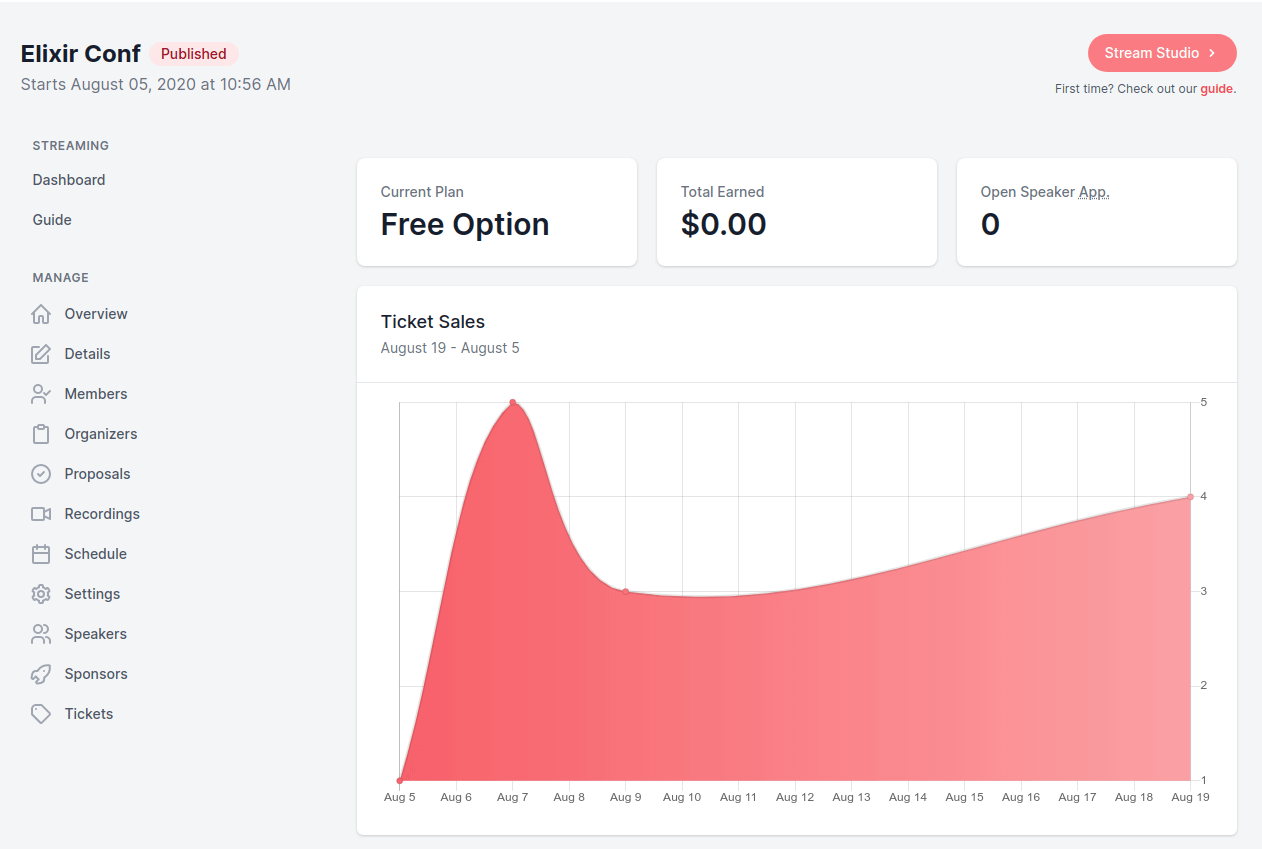 Elixir Conf Published
Starts August 05, 2020 at 10:56 AM
Stream Studio
First time? Check out our guide.
STREAMING
Dashboard
Guide
MANAGE
Overview
Details
Members
Organizers
Proposals
Recordings
Schedule
Settings
Speakers
Sponsors
Tickets
Current Plan
Free Option
Total Earned
$0.00
Open Speaker App.
0
Ticket Sales
August 19 - August 5
5
4
3
2
1
Aug 5 Aug 6 Aug 7 Aug 8 Aug 9 Aug 10 Aug 11 Aug 12 Aug 13 Aug 14 Aug 15 Aug 16 Aug 17 Aug 18 Aug 19